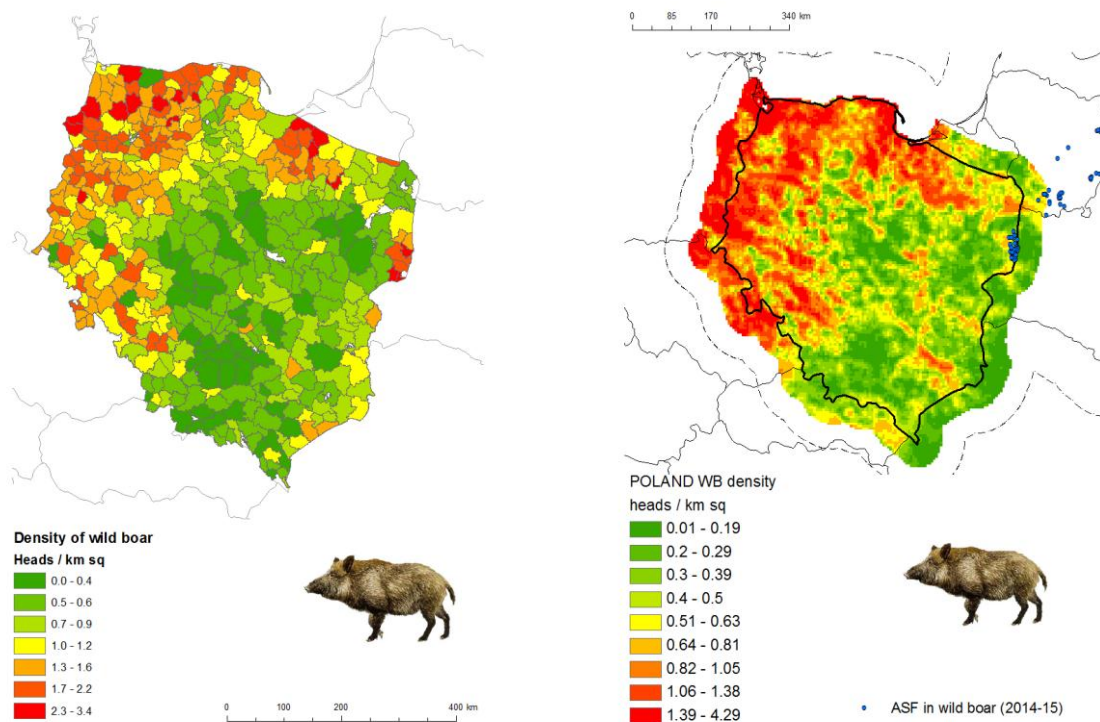 Density of wild boar
Heads / km sq
0.0 - 0.4
0.5 - 0.6
0.7 - 0.9
1.0 - 1.2
1.3 - 1.6
1.7 - 2.2
2.3 - 3.4
0 100 200 300 400 km
0 85 170 340 km
POLAND WB density
heads / km sq
0.01 - 0.19
0.2 - 0.29
0.3 - 0.39
0.4 - 0.5
0.51 - 0.63
0.64 - 0.81
0.82 - 1.05
1.06 - 1.38
1.39 - 4.29
ASF in wild boar (2014-15)